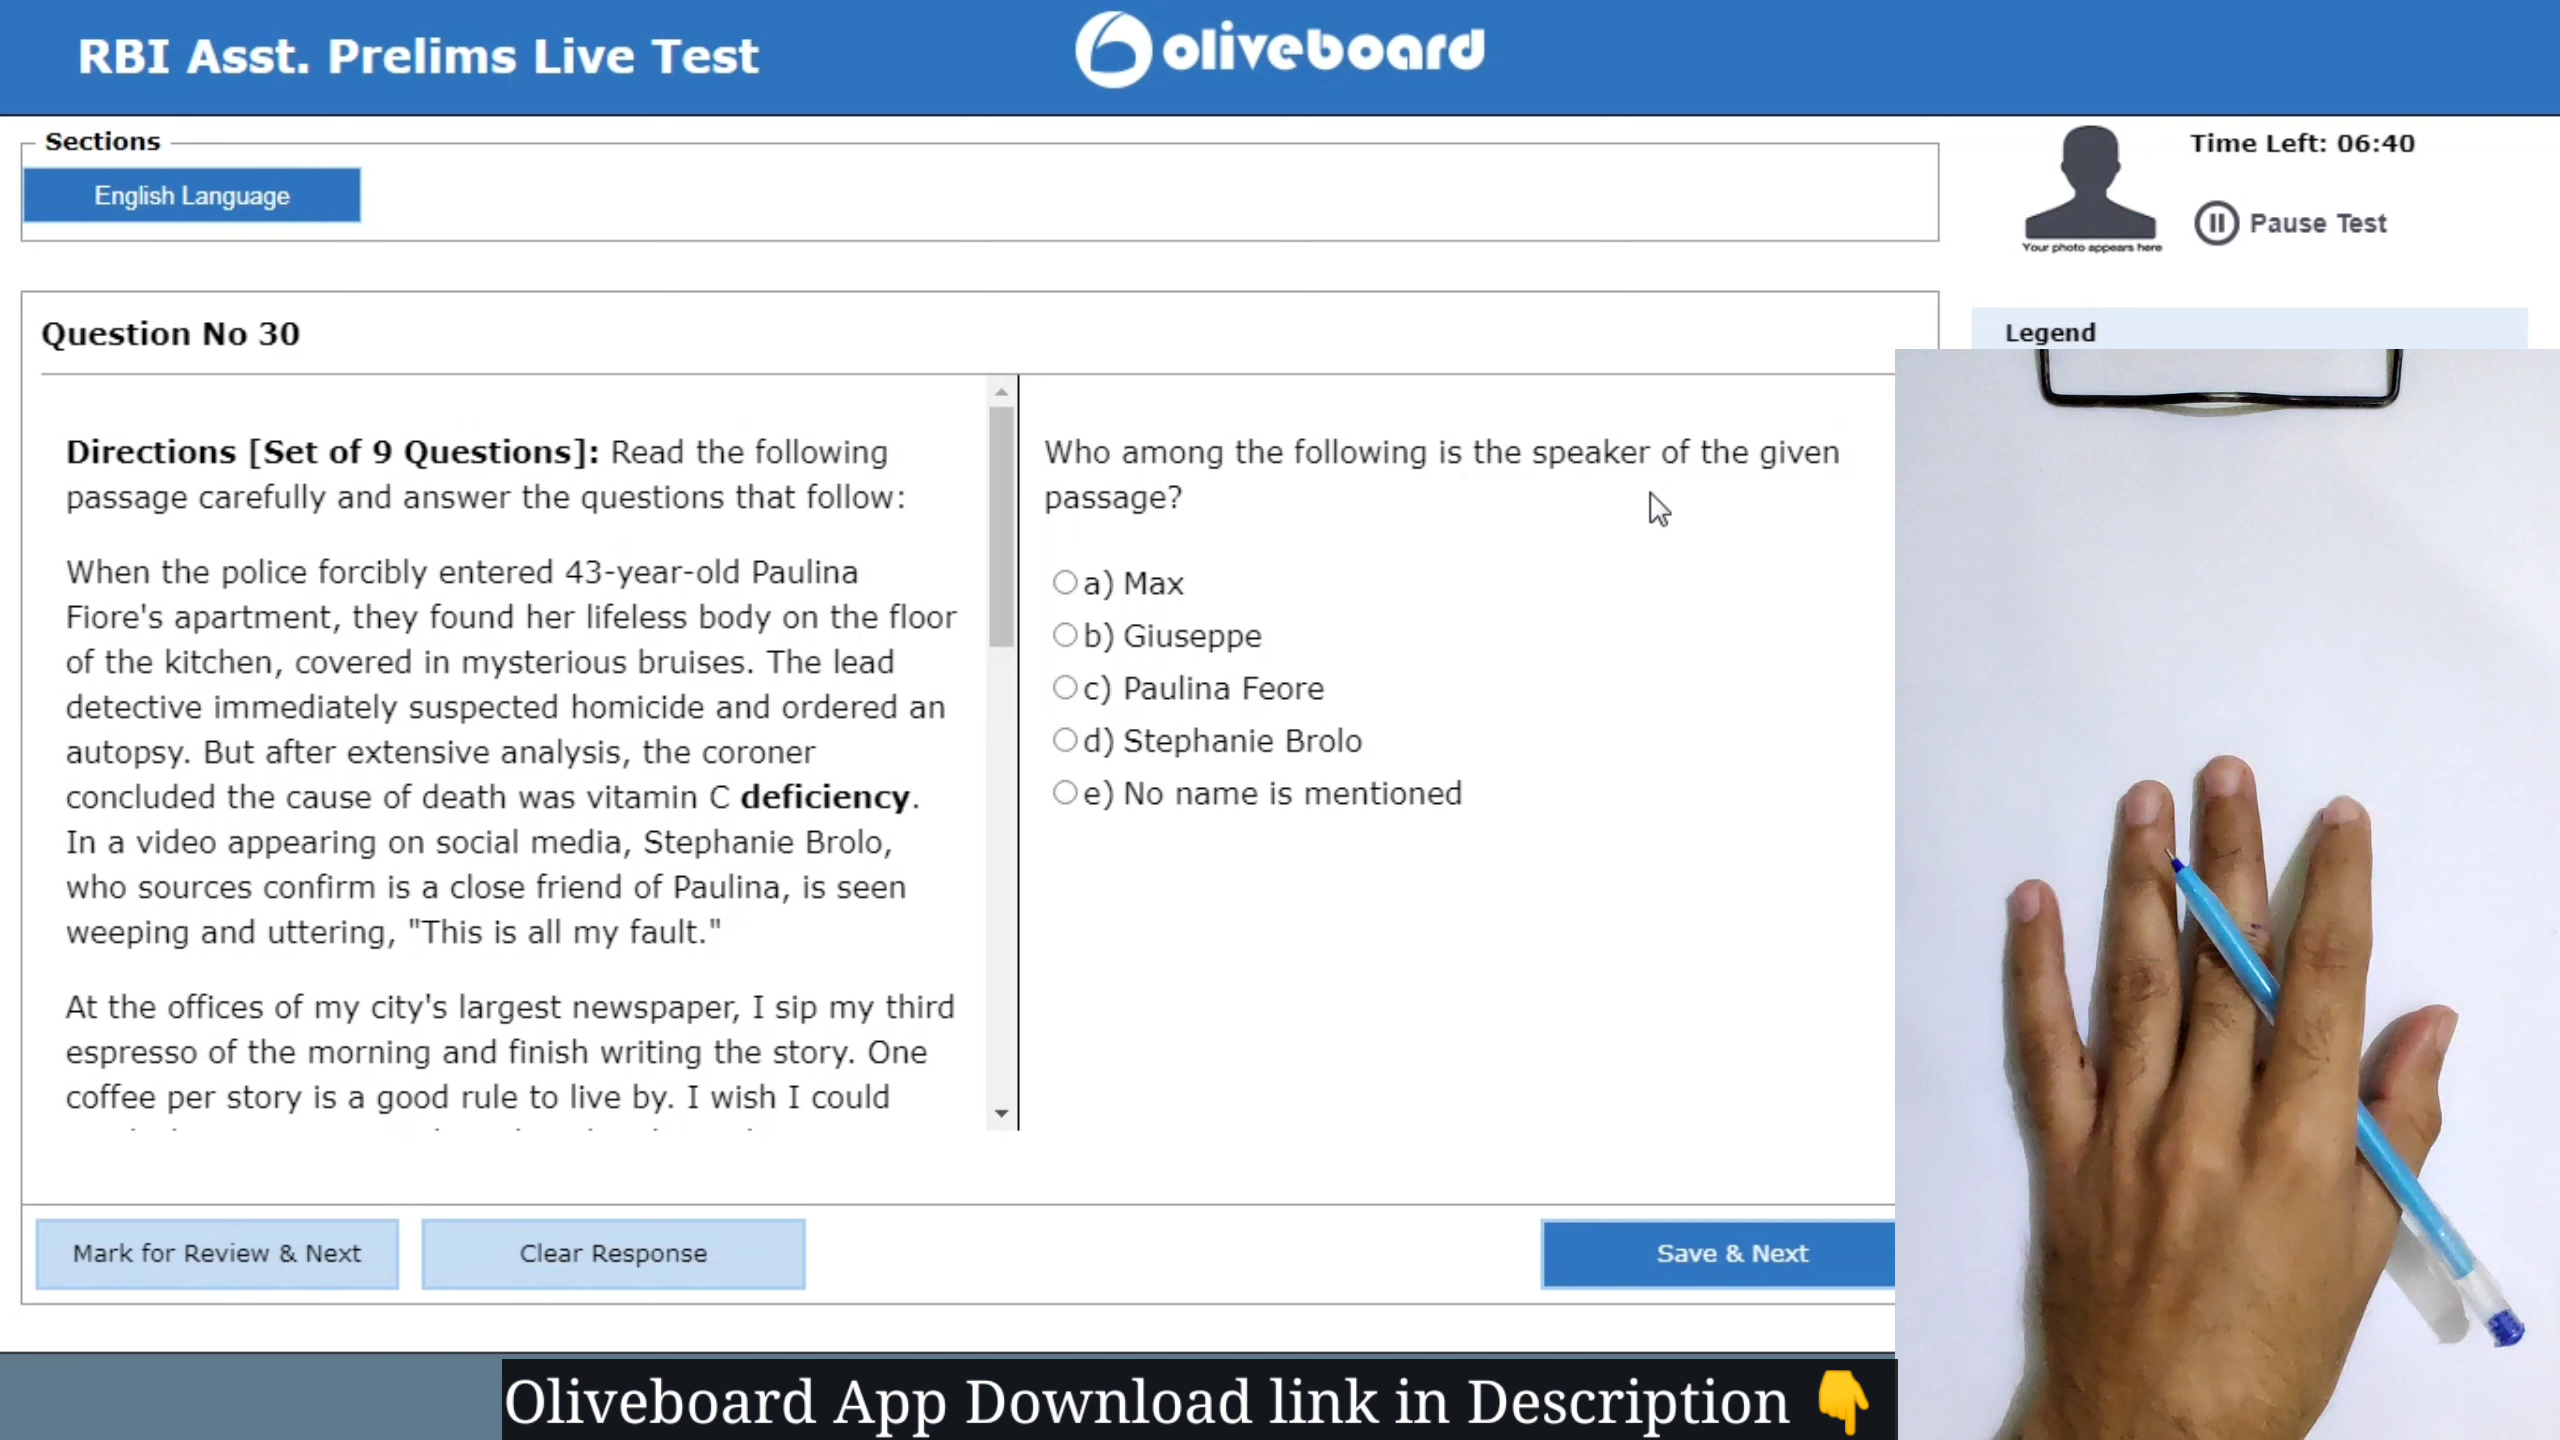 RBI Asst. Prelims Live Test
oliveboard
Sections
English Language
Time Left: 06:40
Your photo appears here
Pause Test
Question No 30
Legend
Directions [Set of 9 Questions]: Read the following
passage carefully and answer the questions that follow:
When the police forcibly entered 43-year-old Paulina
Fiore's apartment, they found her lifeless body on the floor
of the kitchen, covered in mysterious bruises. The lead
detective immediately suspected homicide and ordered an
autopsy. But after extensive analysis, the coroner
concluded the cause of death was vitamin C deficiency.
In a video appearing on social media, Stephanie Brolo,
who sources confirm is a close friend of Paulina, is seen
weeping and uttering, "This is all my fault."
At the offices of my city's largest newspaper, I sip my third
espresso of the morning and finish writing the story. One
coffee per story is a good rule to live by. I wish I could
Who among the following is the speaker of the given
passage?
a) Max
b) Giuseppe
c) Paulina Feore
d) Stephanie Brolo
e) No name is mentioned
Mark for Review & Next
Clear Response
Save & Next
Oliveboard App Download link in Description 👇